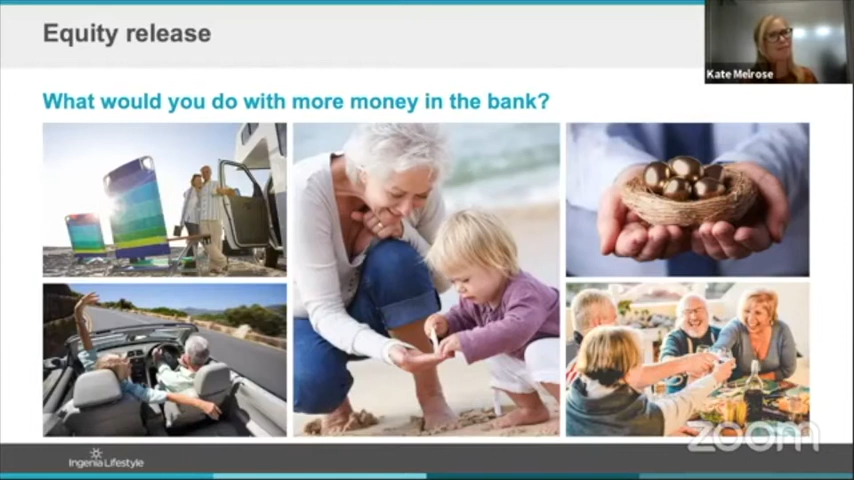 Equity release
Kate Melrose
What would you do with more money in the bank?
zoom
Ingenia Lifestyle